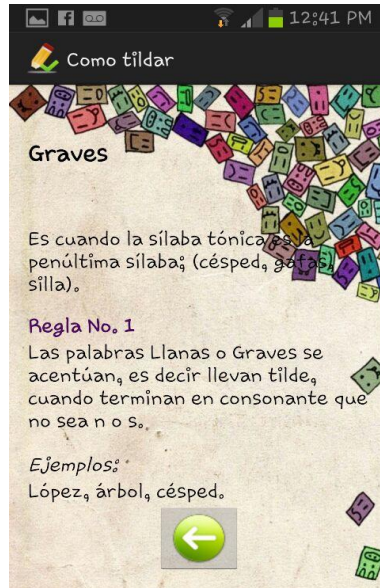 12:41 PM
Como tildar
Graves
Es cuando la sílaba tónica es la
penúltima sílaba; (césped, gafas,
silla).
Regla No. 1
Las palabras Llanas o Graves se
acentúan, es decir llevan tilde,
cuando terminan en consonante que
no sea n o s.
Ejemplos:
López, árbol, césped.